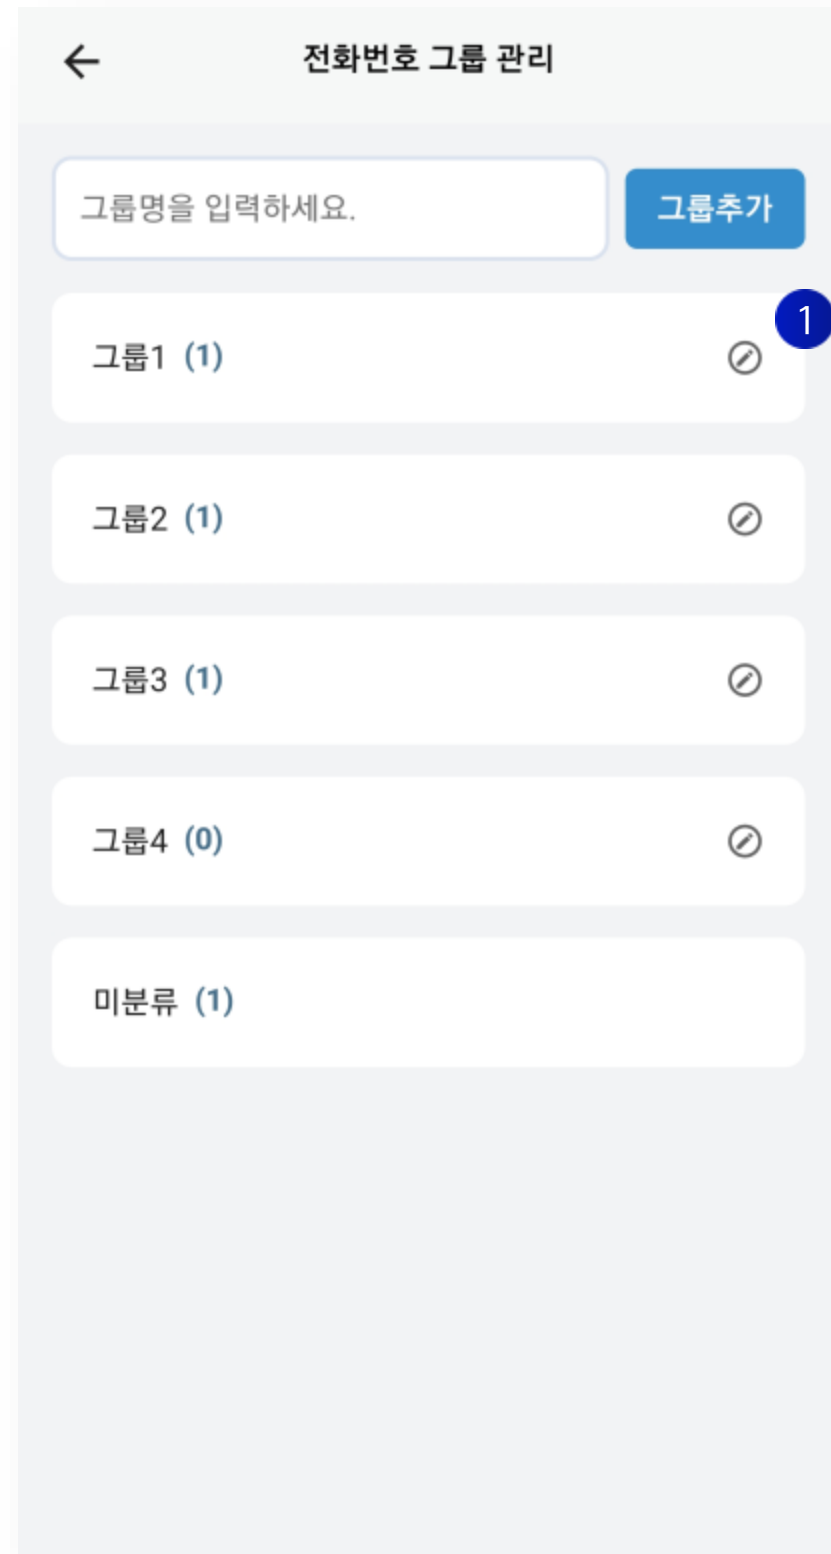 전화번호 그룹 관리
그룹명을 입력하세요.
그룹추가
1
그룹1 (1)
그룹2 (1)
그룹3 (1)
그룹4 (0)
미분류 (1)